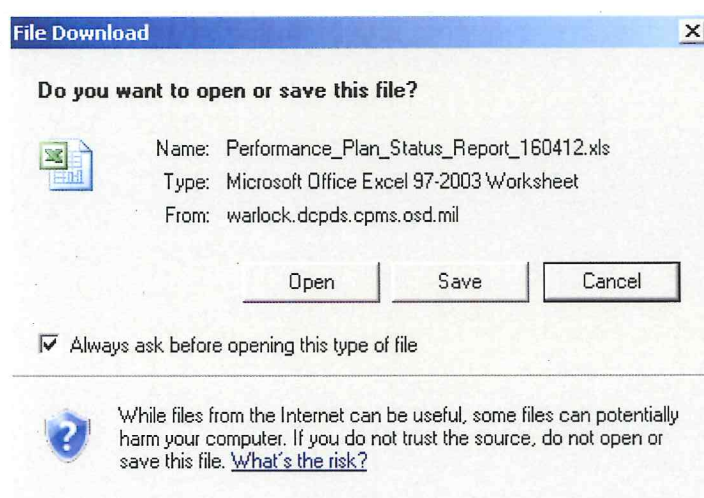 File Download
Do you want to open or save this file?
Name: Performance_Plan_Status_Report_160412.xls
Type: Microsoft Office Excel 97-2003 Worksheet
From: warlock.dcpds.cpms.osd.mil
Open Save Cancel
Always ask before opening this type of file
While files from the Internet can be useful, some files can potentially
harm your computer. If you do not trust the source, do not open or
save this file. What's the risk?